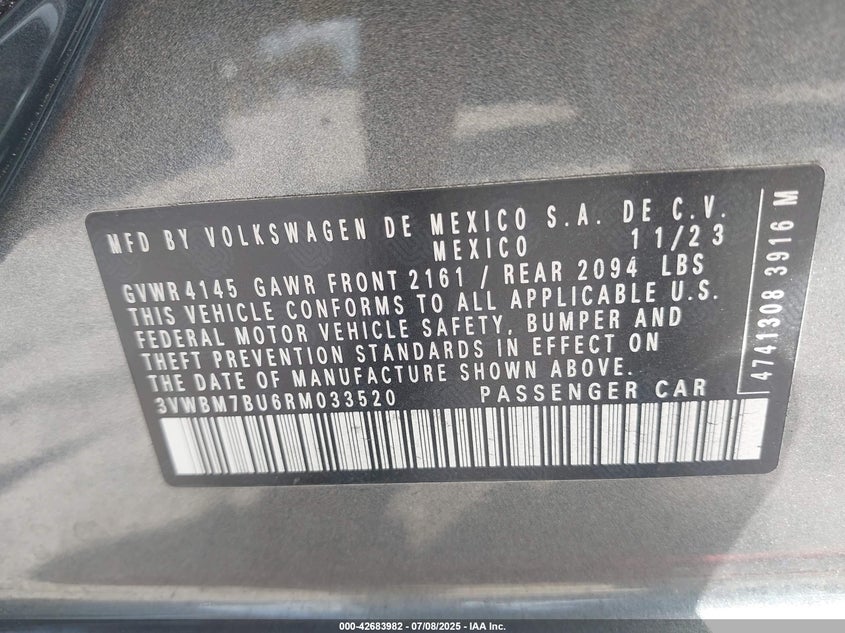 MFD BY VOLKSWAGEN DE MEXICO S.A. DE C.V.
MEXICO 11/23
GVWR4145 GAWR FRONT 2161 / REAR 2094 LBS
THIS VEHICLE CONFORMS TO ALL APPLICABLE U.S.
FEDERAL MOTOR VEHICLE SAFETY, BUMPER AND
THEFT PREVENTION STANDARDS IN EFFECT ON
THE DATE OF MANUFACTURE SHOWN ABOVE.
3VWBM7BU6RM033520 PASSENGER CAR
4741308 3916 M
000-42683982 - 07/08/2025 - IAA Inc.